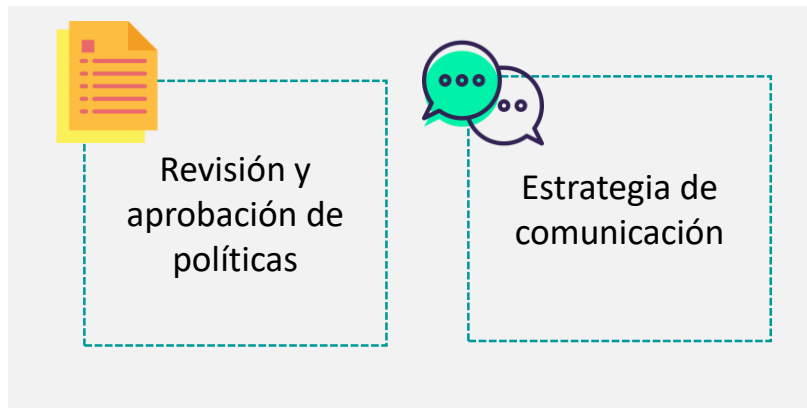 Revisión y
aprobación de
políticas
Estrategia de
comunicación